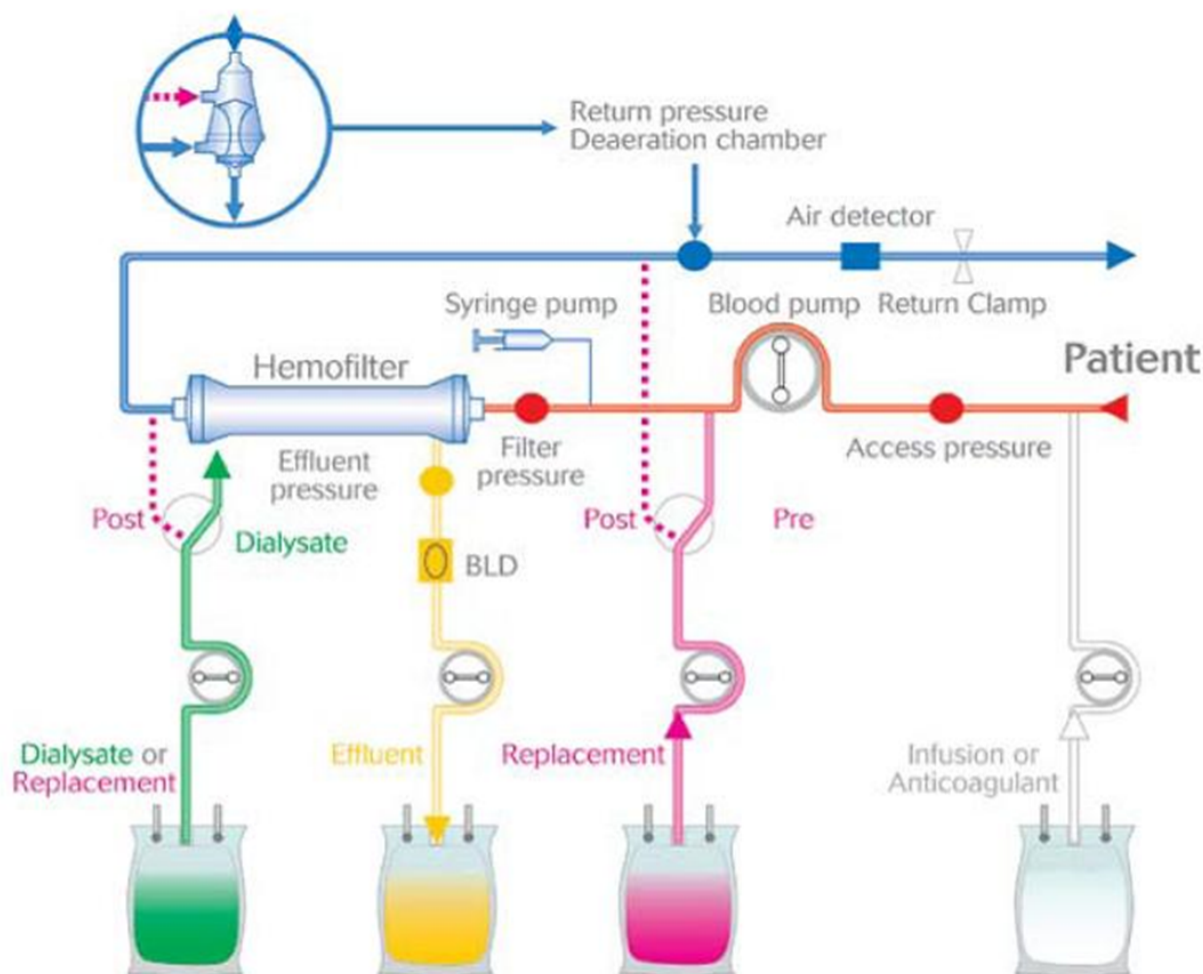 Return pressure
Deaeration chamber
Air detector
Syringe pump
Blood pump
Return Clamp
Patient
Hemofilter
Filter
pressure
Access pressure
Effluent
pressure
Post
Dialysate
Post
Pre
BLD
Dialysate or
Replacement
Effluent
Replacement
Infusion or
Anticoagulant